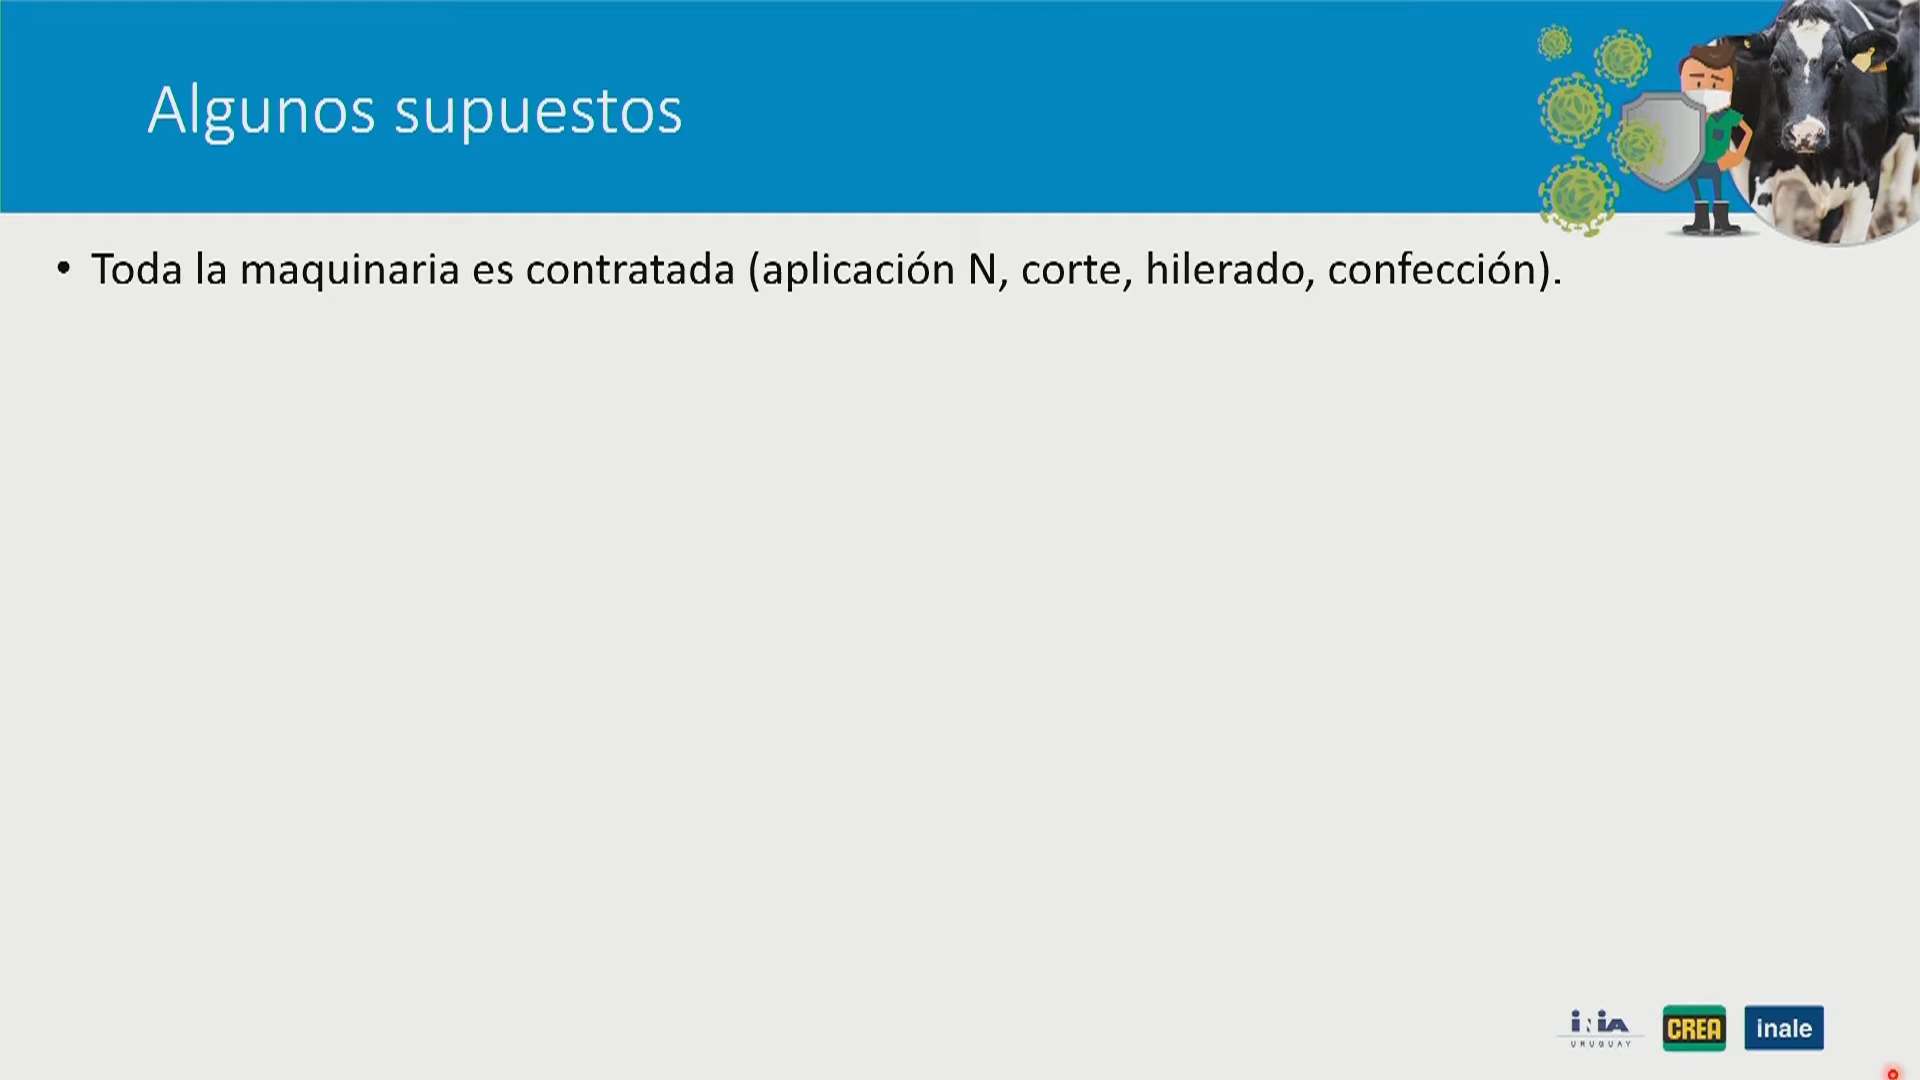 Algunos supuestos
• Toda la maquinaria es contratada (aplicación N, corte, hilerado, confección).
inia
URUGUAY
CREA
inale